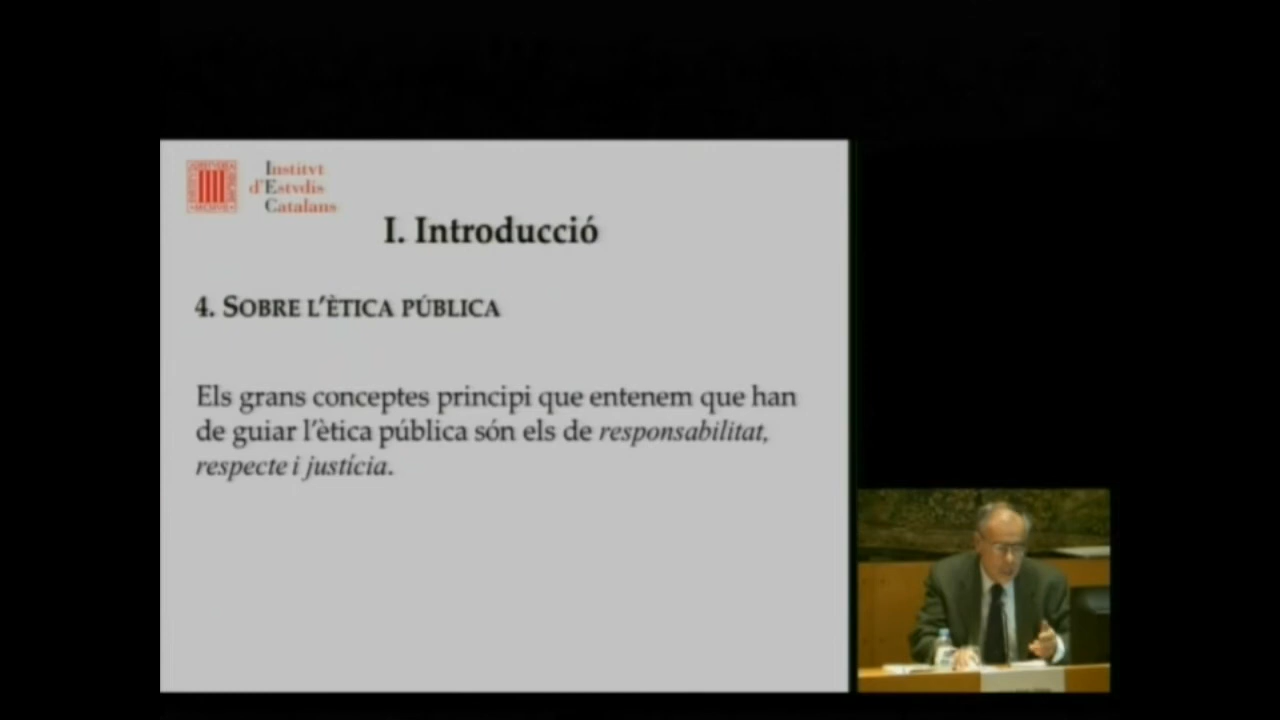 Institvt
d'Estvdis
Catalans
I. Introducció
4. SOBRE L'ÈTICA PÚBLICA
Els grans conceptes principi que entenem que han
de guiar l'ètica pública són els de responsabilitat,
respecte i justícia.